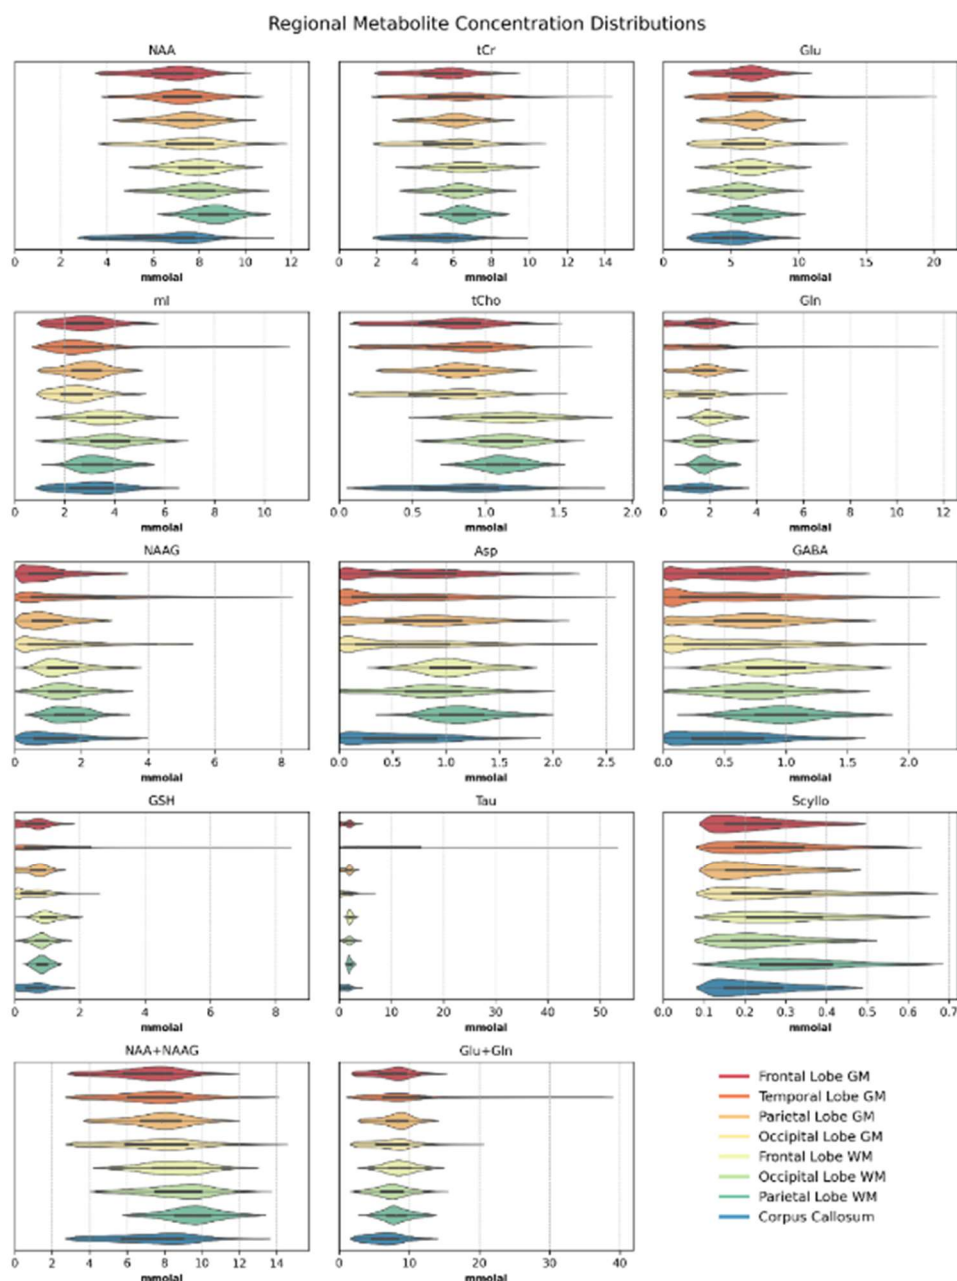 Regional Metabolite Concentration Distributions
NAA
tCr
Glu
0 2 4 6 8 10 12
0 2 4 6 8 10 12 14
0 5 10 15 20
mmolal
mmolal
mmolal
mI
tCho
Gln
0 2 4 6 8 10
0.0 0.5 1.0 1.5 2.0
0 2 4 6 8 10 12
mmolal
mmolal
mmolal
NAAG
Asp
GABA
0 2 4 6 8
0.0 0.5 1.0 1.5 2.0 2.5
0.0 0.5 1.0 1.5 2.0
mmolal
mmolal
mmolal
GSH
Tau
Scyllo
0 2 4 6 8
0 10 20 30 40 50
0.0 0.1 0.2 0.3 0.4 0.5 0.6 0.7
mmolal
mmolal
mmolal
NAA+NAAG
Glu+Gln
0 2 4 6 8 10 12 14
0 10 20 30 40
mmolal
mmolal
Frontal Lobe GM
Temporal Lobe GM
Parietal Lobe GM
Occipital Lobe GM
Frontal Lobe WM
Occipital Lobe WM
Parietal Lobe WM
Corpus Callosum